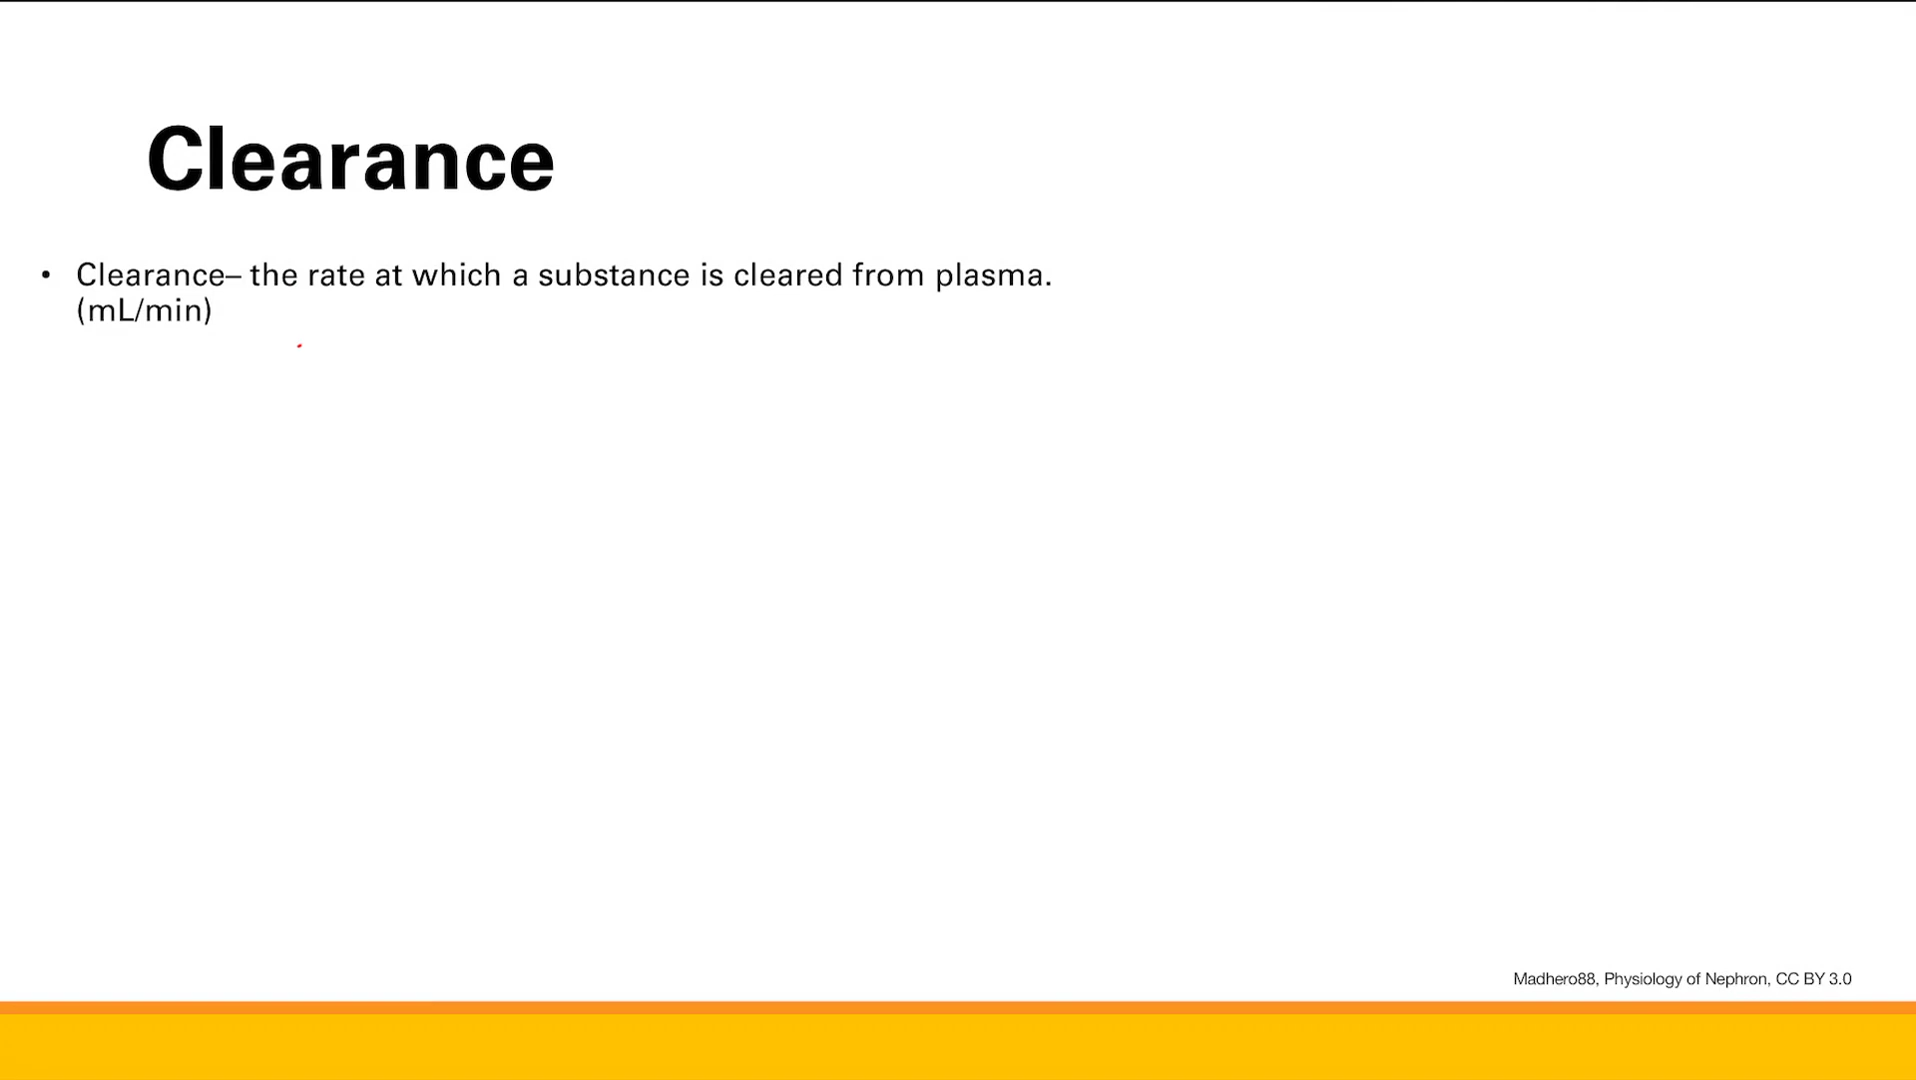 Clearance
• Clearance– the rate at which a substance is cleared from plasma.
(mL/min)
Madhero88, Physiology of Nephron, CC BY 3.0